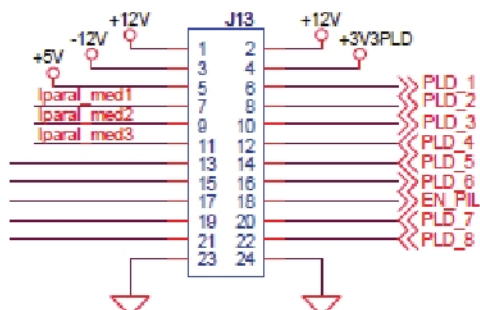 +12V J13 +12V
-12V +3V3PLD
+5V
1 2
3 4
5 6 PLD_1
Iparal_med1
7 8 PLD_2
Iparal_med2
9 10 PLD_3
Iparal_med3
11 12 PLD_4
13 14 PLD_5
15 16 PLD_6
17 18 EN_PIL
19 20 PLD_7
21 22 PLD_8
23 24